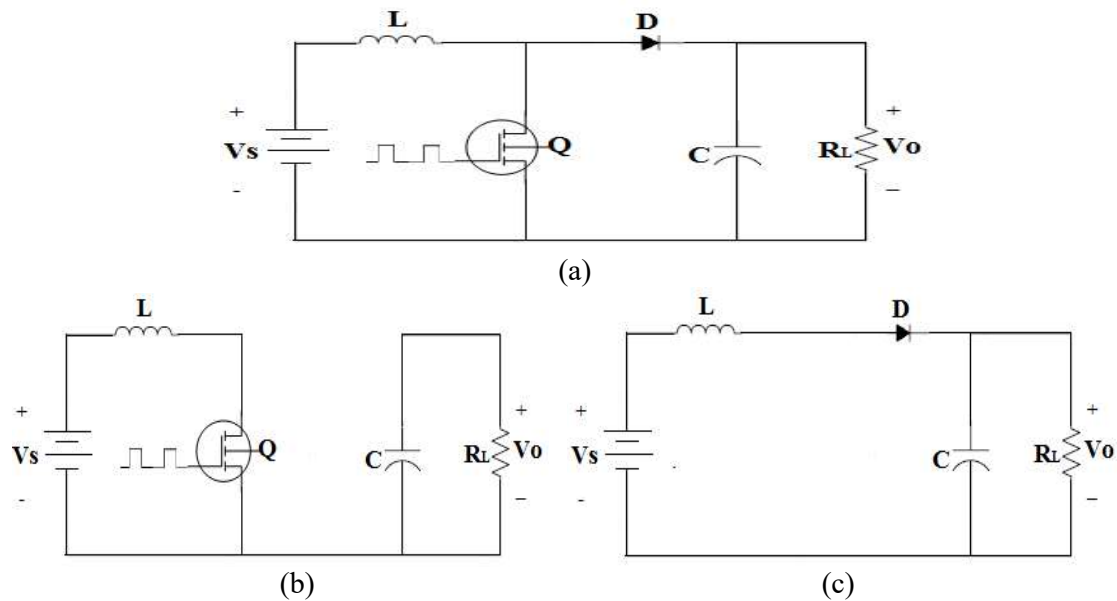 L D
+ +
Vs Q C RL Vo
- −
(a)
L L D
+ + + +
Vs Q C RL Vo Vs C RL Vo
- − - −
(b) (c)